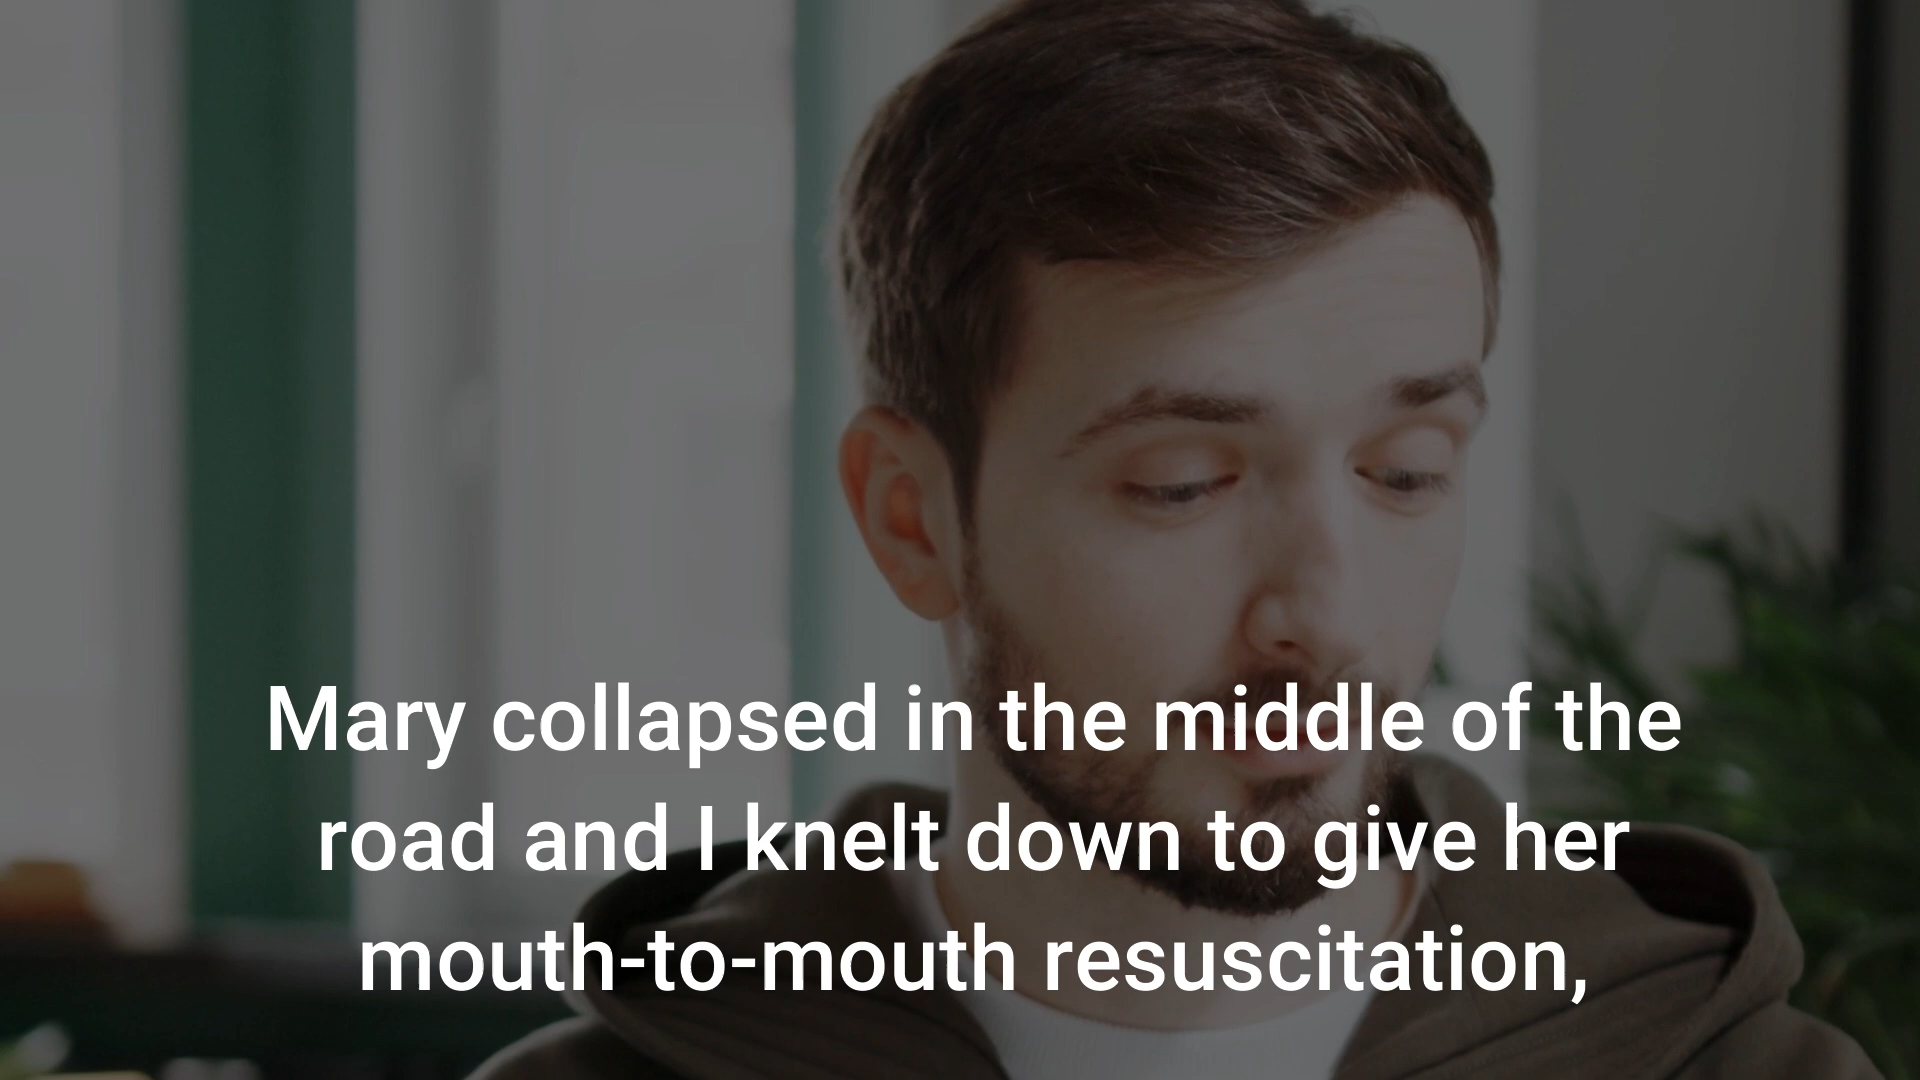 Mary collapsed in the middle of the
road and I knelt down to give her
mouth-to-mouth resuscitation,